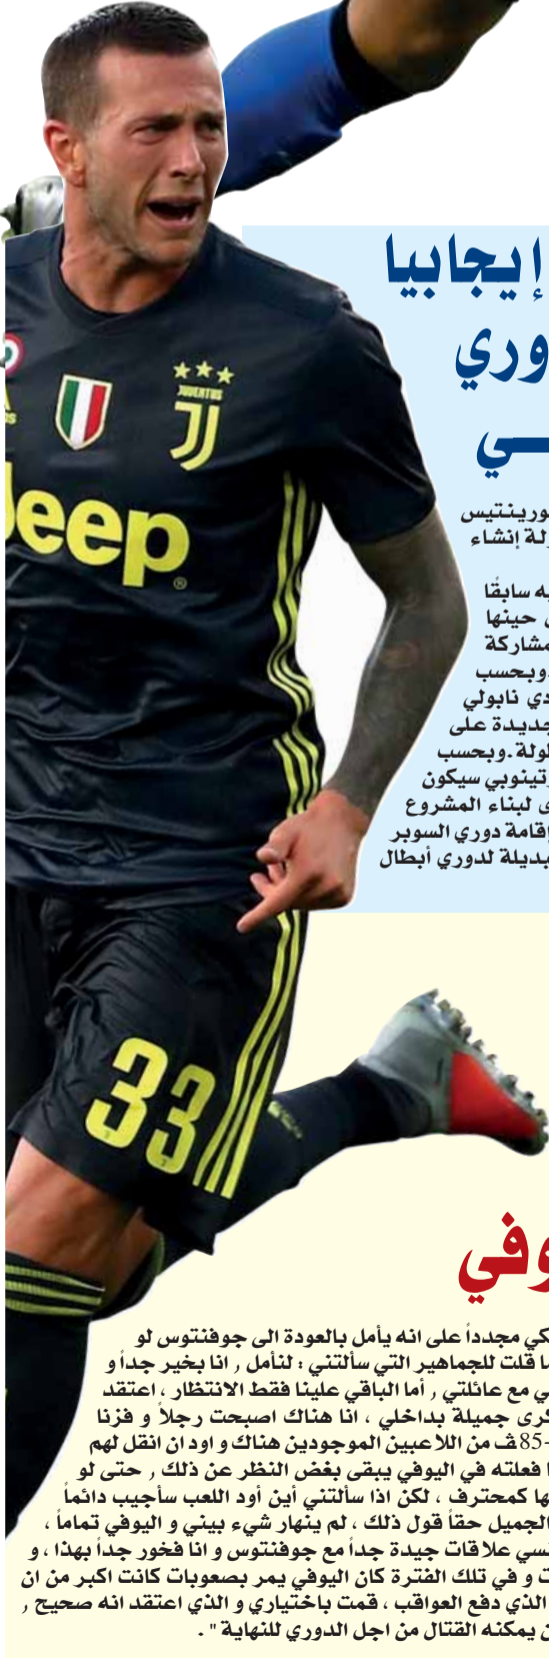 إيجابيا
وري
ـي
ورينتيس
إنشاء
سابقًا
حينها
مشاركة
وبحسب
دي نابولي
جديدة على
ولة.وبحسب
تينوبي سيكون
لبناء المشروع
إقامة دوري السوبر
بديلة لدوري أبطال
JUVENTUS
J
Jeep
33
وفي
كي مجدداً على انه يأمل بالعودة الى جوفنتوس لو
ما قلت للجماهير التي سألتني : لنأمل , انا بخير جداً و
ي مع عائلتي , أما الباقي علينا فقط الانتظار ، اعتقد
كرى جميلة بداخلي ، انا هناك اصبحت رجلاً و فزنا
-85ڤ من اللاعبين الموجودين هناك و اود ان انقل لهم
ا فعلته في اليوفي يبقى بغض النظر عن ذلك , حتى لو
ها كمحترف ، لكن اذا سألتني أين أود اللعب سأجيب دائماً
الجميل حقاً قول ذلك ، لم ينهار شيء بيني و اليوفي تماماً ،
نسي علاقات جيدة جداً مع جوفنتوس و انا فخور جداً بهذا ، و
ت و في تلك الفترة كان اليوفي يمر بصعوبات كانت اكبر من ان
الذي دفع العواقب ، قمت باختياري و الذي اعتقد انه صحيح ,
ن يمكنه القتال من اجل الدوري للنهاية " .